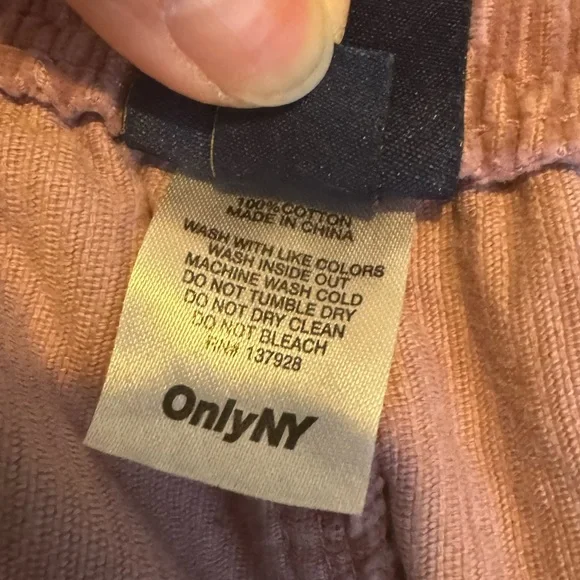 100% COTTON
MADE IN CHINA
WASH WITH LIKE COLORS
WASH INSIDE OUT
MACHINE WASH COLD
DO NOT TUMBLE DRY
DO NOT DRY CLEAN
DO NOT BLEACH
RN# 137928
OnlyNY